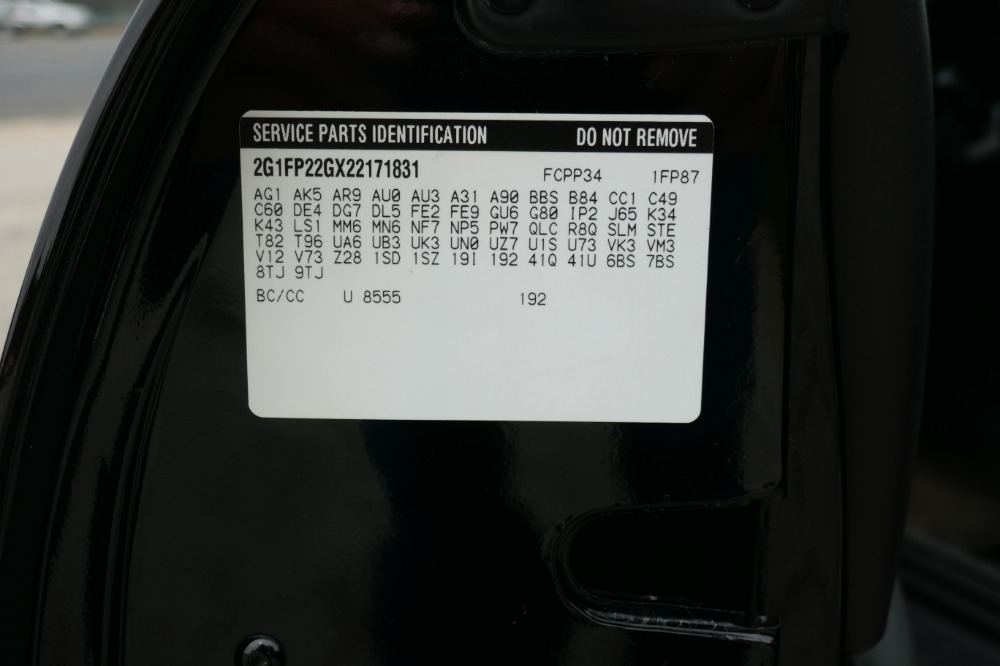 SERVICE PARTS IDENTIFICATION DO NOT REMOVE
2G1FP22GX22171831 FCPP34 1FP87
AG1 AK5 AR9 AU0 AU3 A31 A90 BBS B84 CC1 C49
C60 DE4 DG7 DL5 FE2 FE9 GU6 G80 IP2 J65 K34
K43 LS1 MM6 MN6 NF7 NP5 PW7 QLC R8Q SLM STE
T82 T96 UA6 UB3 UK3 UN0 UZ7 U1S U73 VK3 VM3
V12 V73 Z28 1SD 1SZ 19I 192 41Q 41U 6BS 7BS
8TJ 9TJ
BC/CC U 8555 192